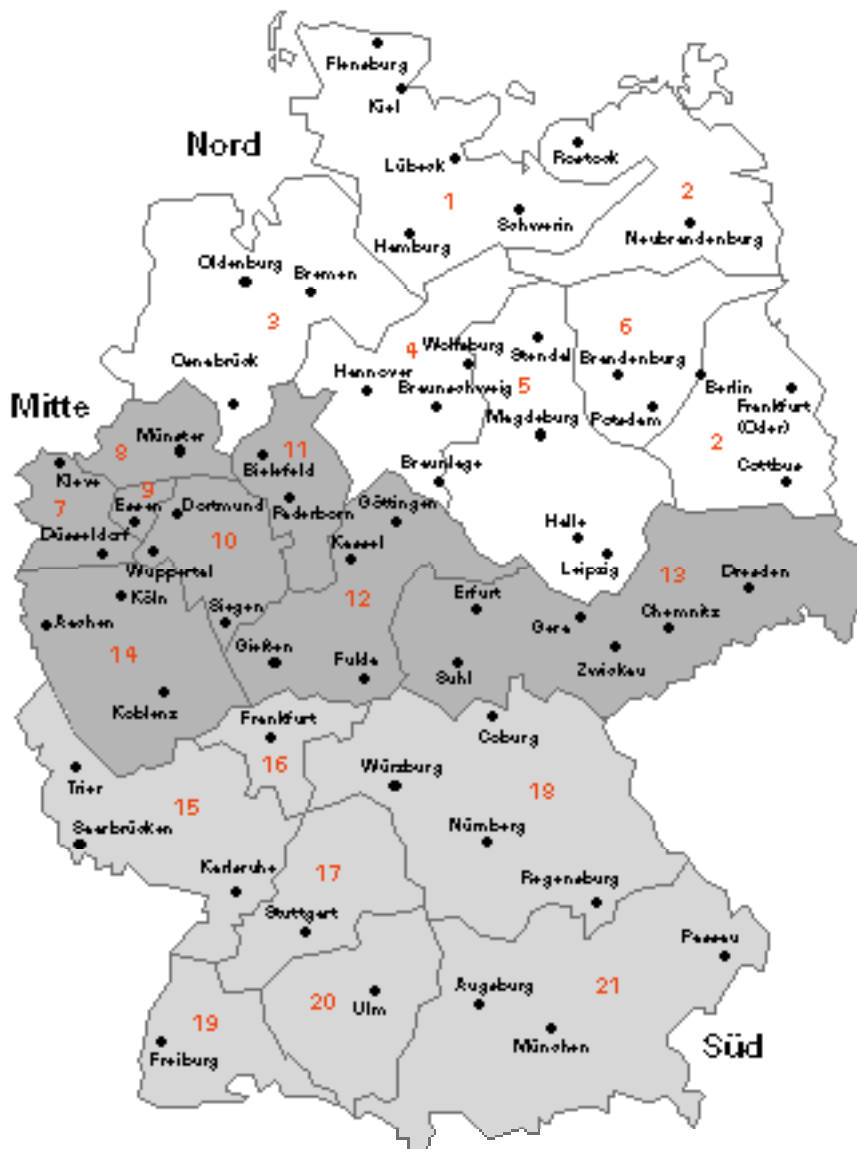 Flensburg
Kiel
Nord
Rostock
Lübeck
1
2
Schwerin
Hamburg
Neubrandenburg
Oldenburg
Bremen
3
6
4
Wolfsburg
Stendal
Osnabrück
Hannover
Brandenburg
5
Berlin
Mitte
Braunschweig
Magdeburg
Potsdam
Frankfurt
(Oder)
Münster
11
8
Bielefeld
2
Kleve
Braunlage
Cottbus
9
7
Essen
Dortmund
Paderborn
Göttingen
Düsseldorf
10
Kassel
Halle
Wuppertal
Leipzig
13
Dresden
Köln
12
Erfurt
Siegen
Aachen
Gera
Chemnitz
14
Gießen
Fulda
Suhl
Zwickau
Koblenz
Frankfurt
Coburg
16
Würzburg
Trier
15
18
Saarbrücken
Nürnberg
Karlsruhe
17
Regensburg
Stuttgart
Passau
20
Ulm
Augsburg
21
19
Freiburg
München
Süd